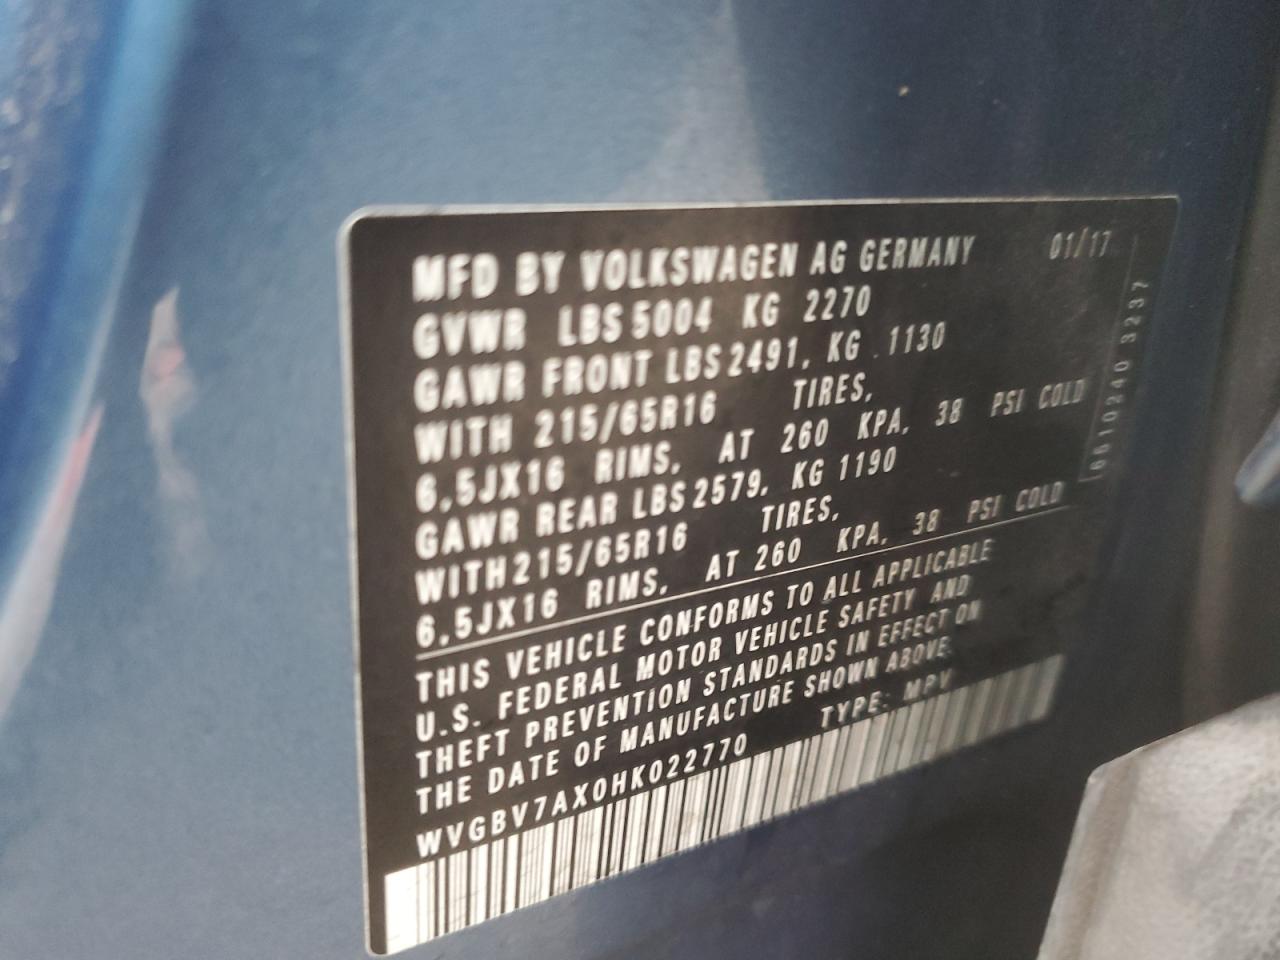 MFD BY VOLKSWAGEN AG GERMANY 01/17
GVWR LBS 5004 KG 2270
GAWR FRONT LBS 2491, KG 1130
WITH 215/65R16 TIRES,
6,5JX16 RIMS, AT 260 KPA, 38 PSI COLD
GAWR REAR LBS 2579, KG 1190
WITH 215/65R16 TIRES,
6,5JX16 RIMS, AT 260 KPA, 38 PSI COLD
THIS VEHICLE CONFORMS TO ALL APPLICABLE
U.S. FEDERAL MOTOR VEHICLE SAFETY AND
THEFT PREVENTION STANDARDS IN EFFECT ON
THE DATE OF MANUFACTURE SHOWN ABOVE.
WVGBV7AX0HK022770 TYPE: MPV
6610240 3237